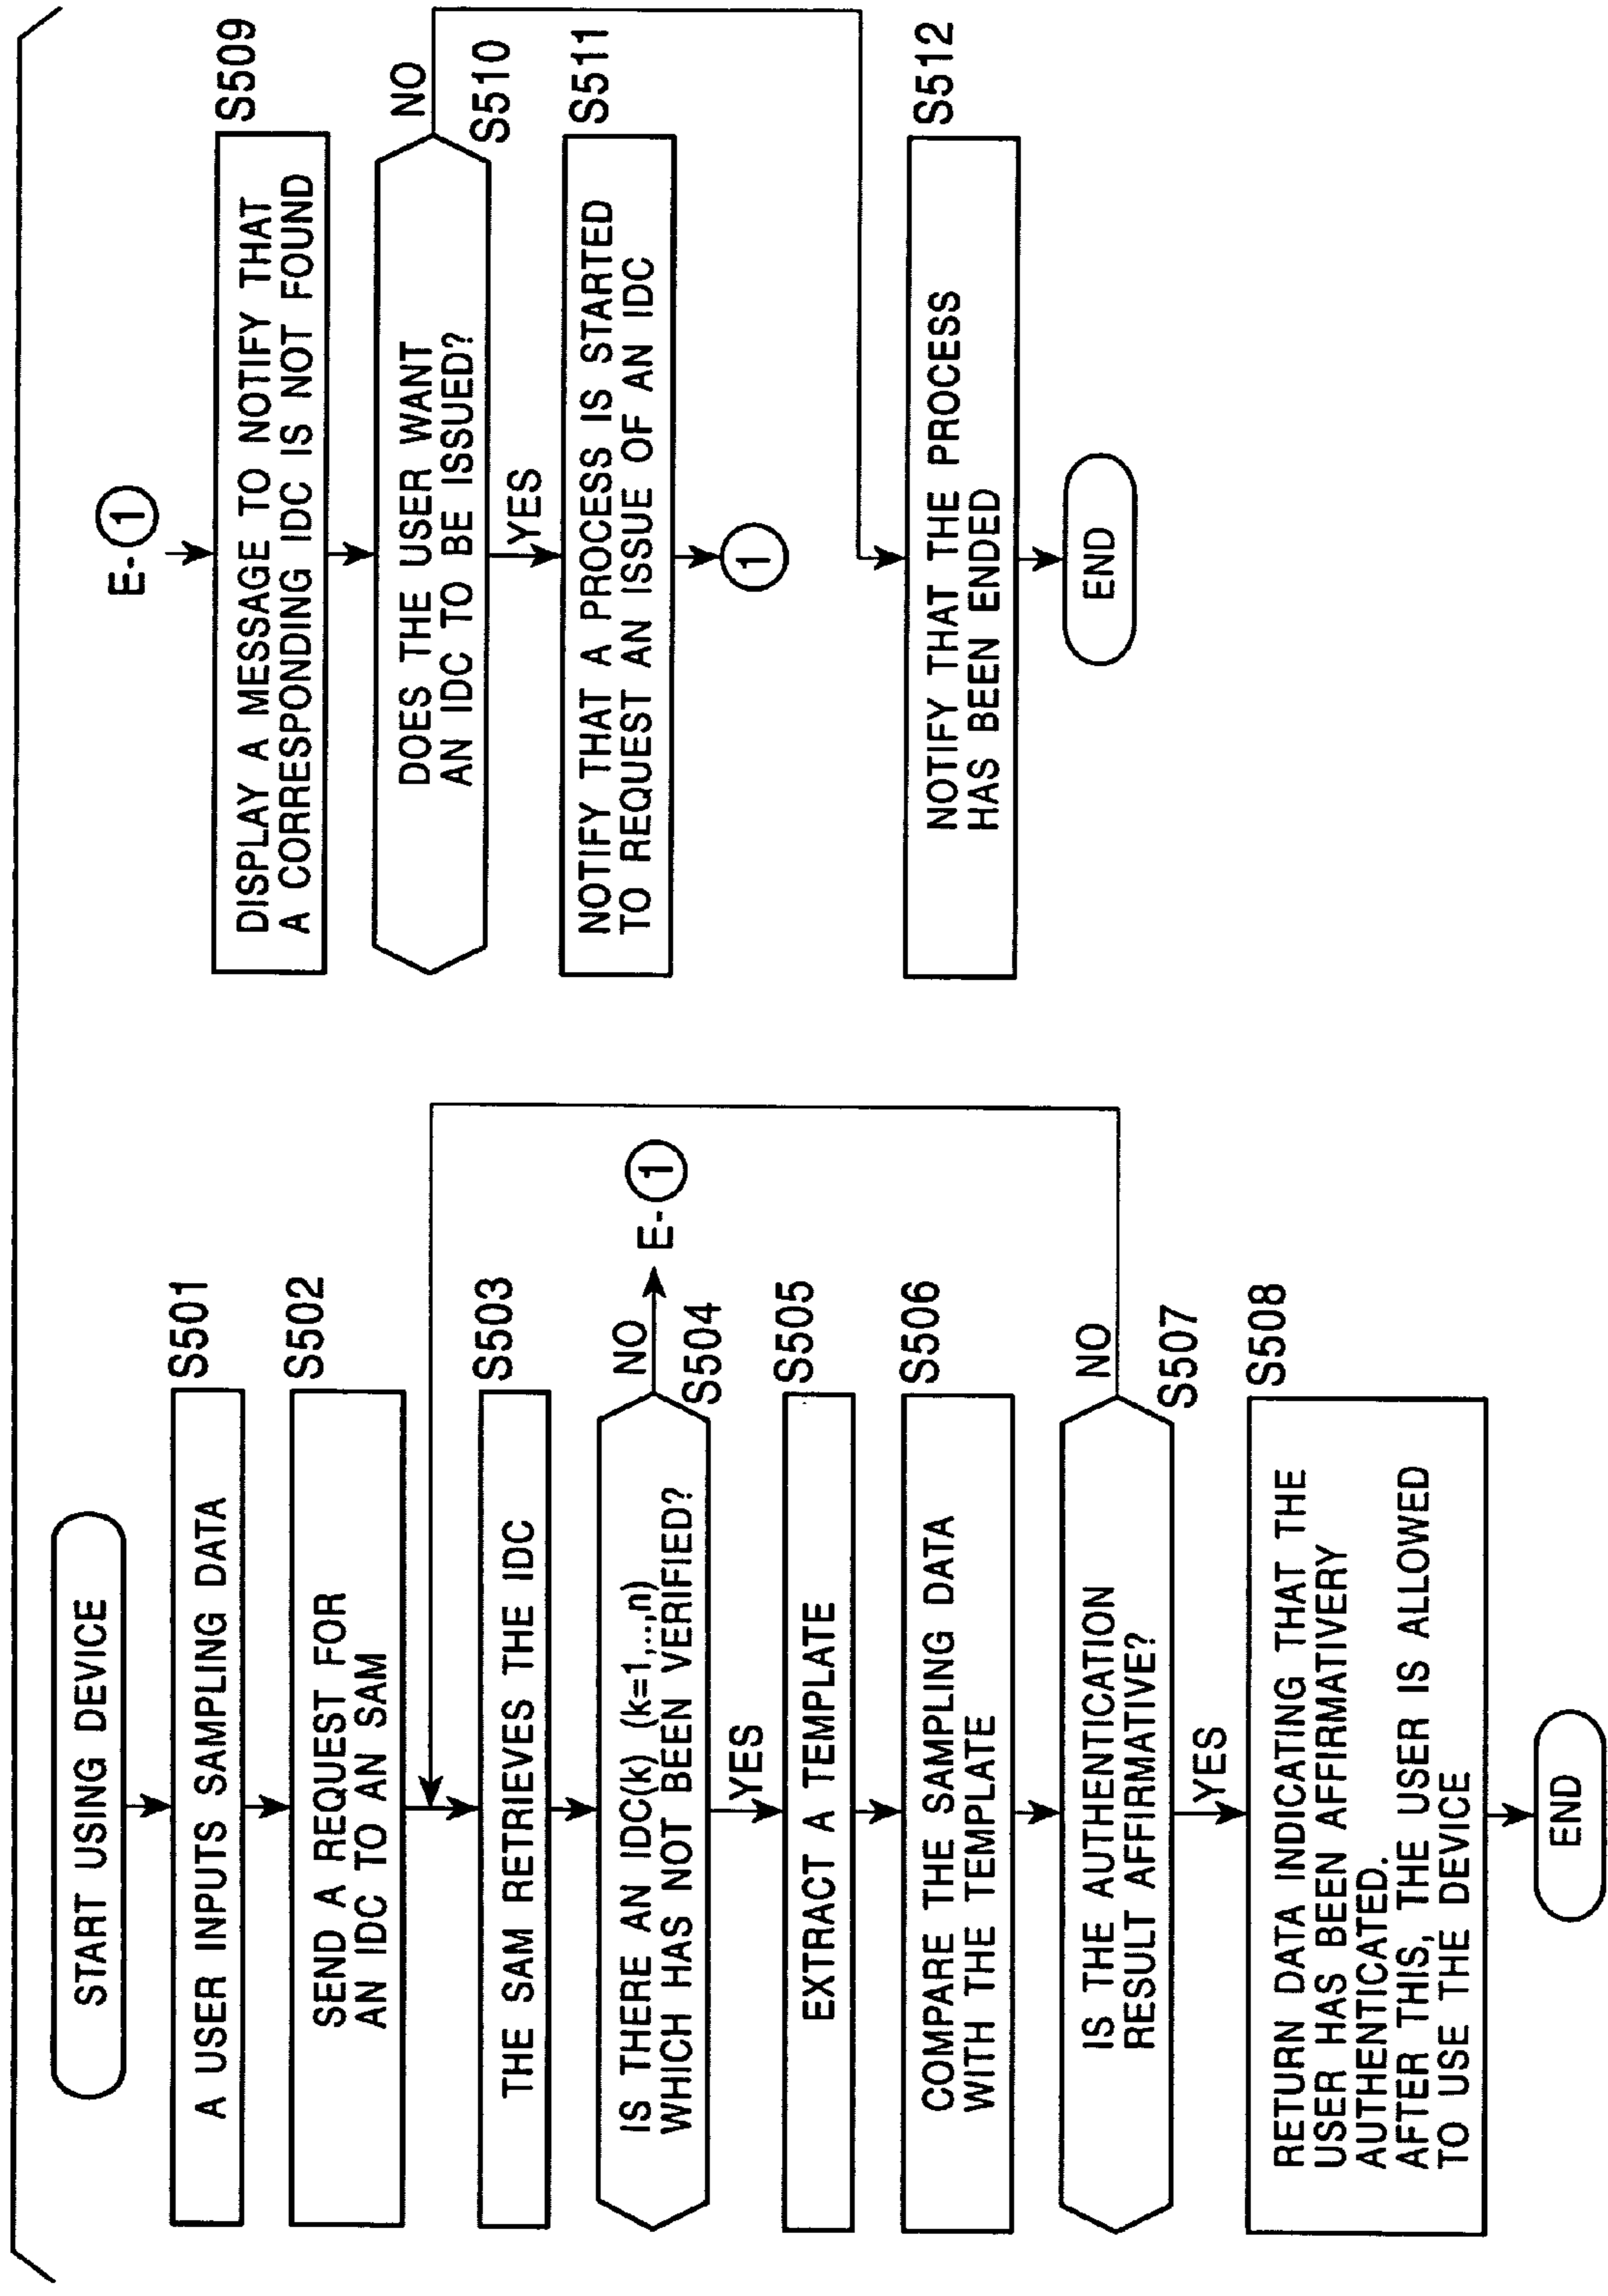 START USING DEVICE
A USER INPUTS SAMPLING DATA
S501
SEND A REQUEST FOR
AN IDC TO AN SAM
S502
THE SAM RETRIEVES THE IDC
S503
IS THERE AN IDC(k) (k=1,..,n)
WHICH HAS NOT BEEN VERIFIED?
NO
E-1
S504
YES
EXTRACT A TEMPLATE
S505
COMPARE THE SAMPLING DATA
WITH THE TEMPLATE
S506
IS THE AUTHENTICATION
RESULT AFFIRMATIVE?
NO
S507
YES
RETURN DATA INDICATING THAT THE
USER HAS BEEN AFFIRMATIVERY
AUTHENTICATED.
AFTER THIS, THE USER IS ALLOWED
TO USE THE DEVICE
S508
END
E-1
DISPLAY A MESSAGE TO NOTIFY THAT
A CORRESPONDING IDC IS NOT FOUND
S509
DOES THE USER WANT
AN IDC TO BE ISSUED?
NO
S510
YES
NOTIFY THAT A PROCESS IS STARTED
TO REQUEST AN ISSUE OF AN IDC
S511
1
NOTIFY THAT THE PROCESS
HAS BEEN ENDED
S512
END